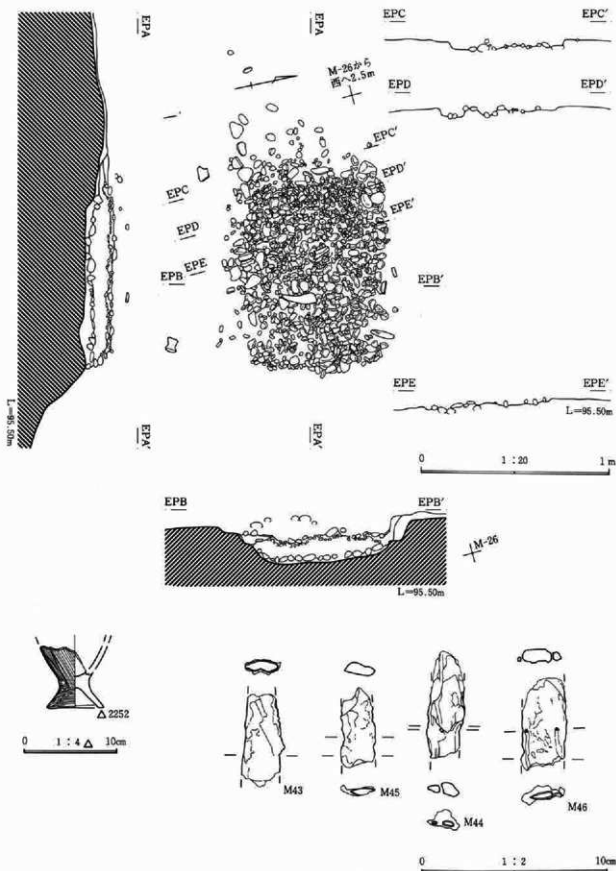 EPA
EPA
EPC
EPC′
M-26から
西へ2.5m
EPD
EPD′
EPC′
EPD′
EPC
EPE′
EPD
EPE
EPB
EPB′
L=95.50m
EPA′
EPA′
EPE
EPE′
L=95.50m
0 1:20 1m
EPB
EPB′
M-26
L=95.50m
△2252
0 1:4△ 10cm
M43
M45
M44
M46
0 1:2 10cm